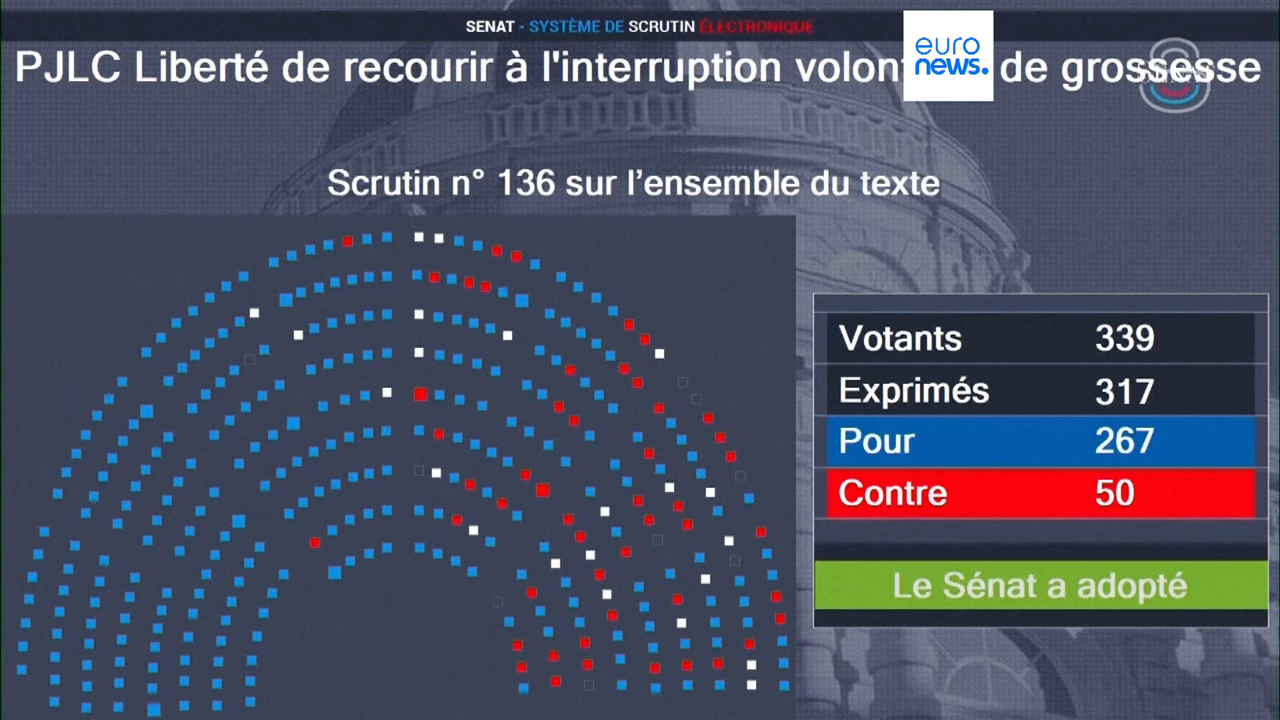 SENAT - SYSTÈME DE SCRUTIN ÉLECTRONIQUE
euro
news.
PJLC Liberté de recourir à l'interruption volon de grossesse
Scrutin n° 136 sur l'ensemble du texte
Votants 339
Exprimés 317
Pour 267
Contre 50
Le Sénat a adopté